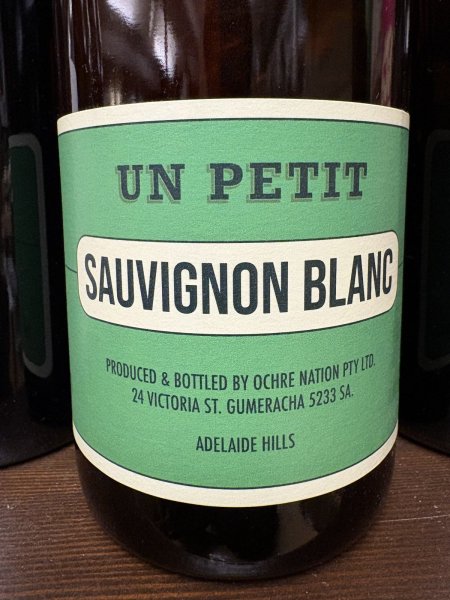 UN PETIT
SAUVIGNON BLANC
PRODUCED & BOTTLED BY OCHRE NATION PTY LTD.
24 VICTORIA ST. GUMERACHA 5233 SA.
ADELAIDE HILLS